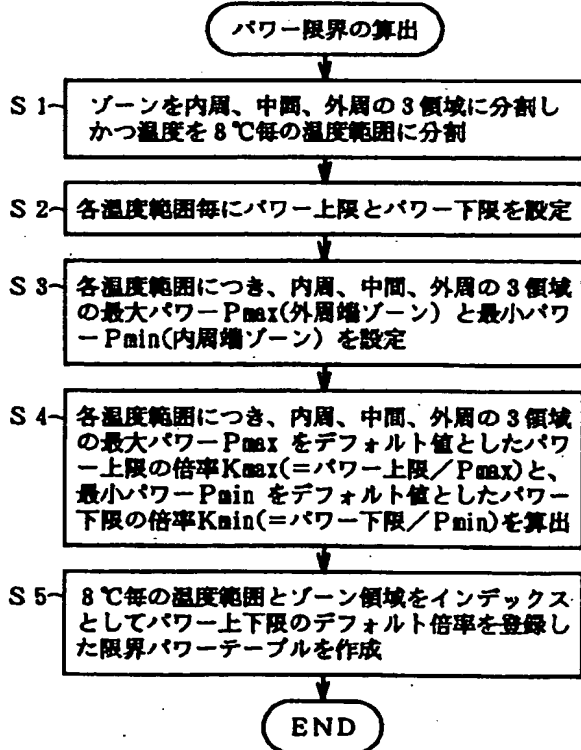 パワー限界の算出
S1
ゾーンを内周、中間、外周の3領域に分割し
かつ温度を8℃毎の温度範囲に分割
S2
各温度範囲毎にパワー上限とパワー下限を設定
S3
各温度範囲につき、内周、中間、外周の3領域
の最大パワーPmax(外周端ゾーン)と最小パワ
ーPmin(内周端ゾーン)を設定
S4
各温度範囲につき、内周、中間、外周の3領域
の最大パワーPmaxをデフォルト値としたパワ
ー上限の倍率Kmax(=パワー上限/Pmax)と、
最小パワーPminをデフォルト値としたパワー
下限の倍率Kmin(=パワー下限/Pmin)を算出
S5
8℃毎の温度範囲とゾーン領域をインデックス
としてパワー上下限のデフォルト倍率を登録し
た限界パワーテーブルを作成
END